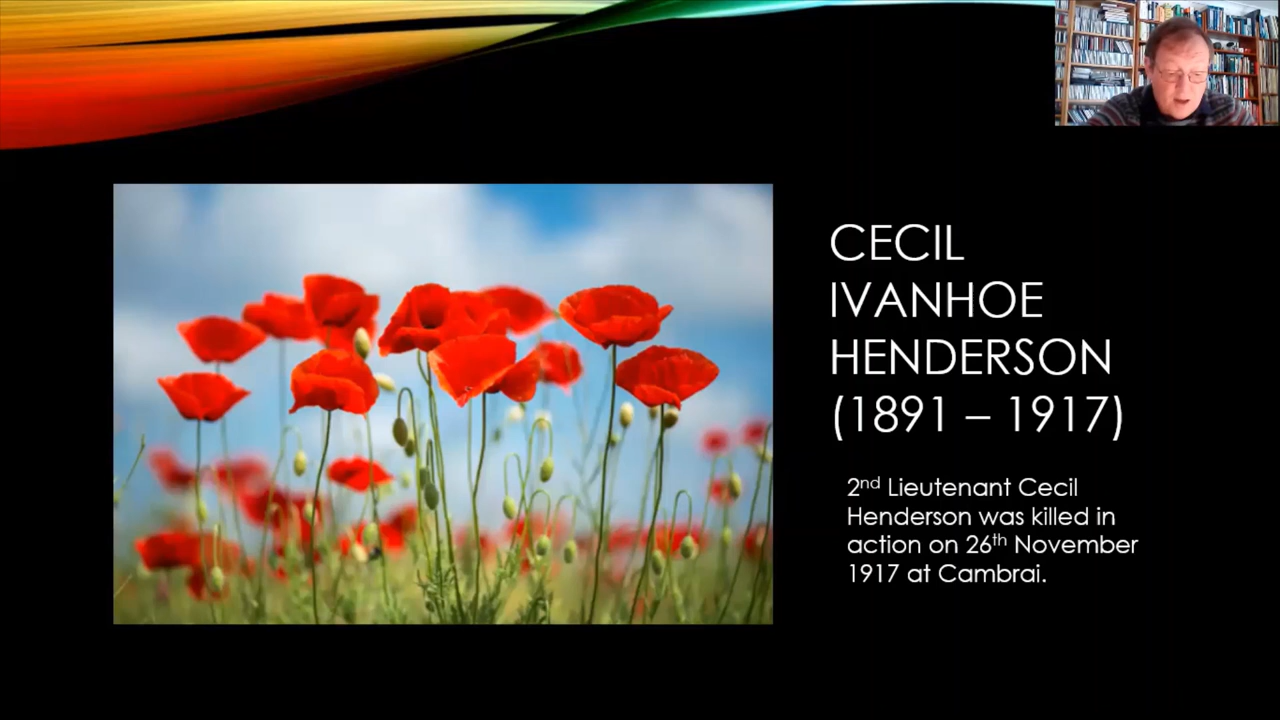 CECIL
IVANHOE
HENDERSON
(1891 – 1917)
2nd Lieutenant Cecil
Henderson was killed in
action on 26th November
1917 at Cambrai.